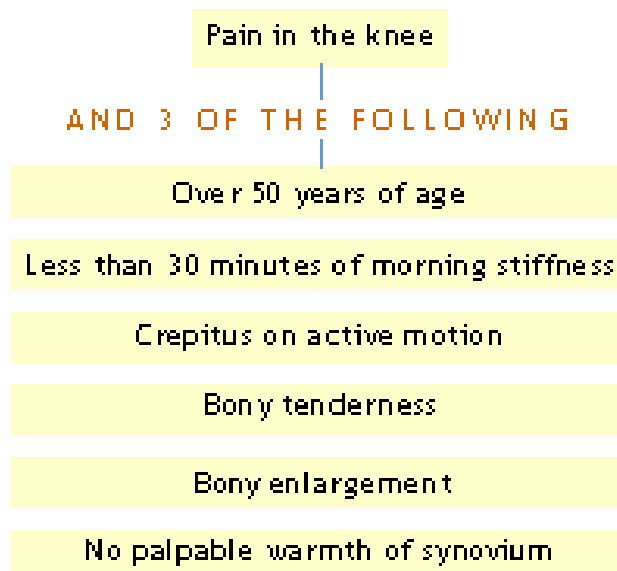 Pain in the knee
AND 3 OF THE FOLLOWING
Over 50 years of age
Less than 30 minutes of morning stiffness
Crepitus on active motion
Bony tenderness
Bony enlargement
No palpable warmth of synovium